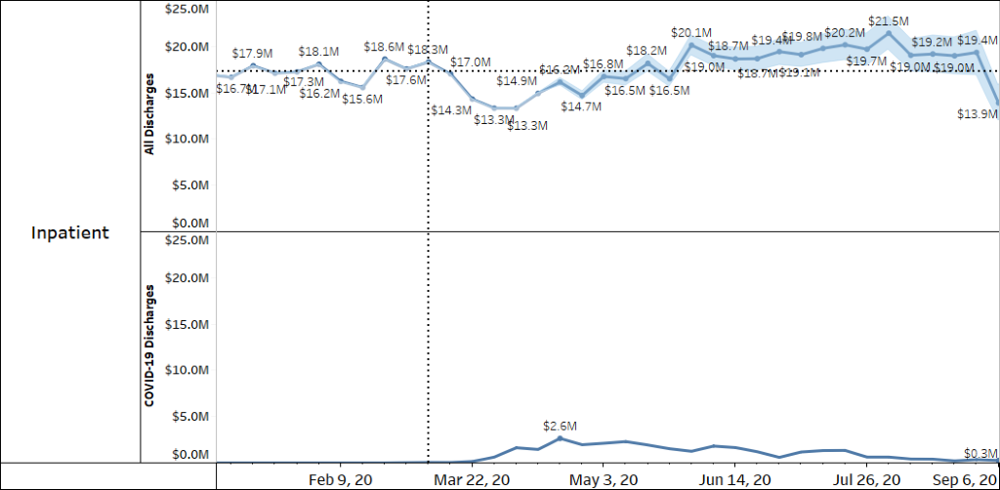 Inpatient
All Discharges
$25.0M
$20.0M
$15.0M
$10.0M
$5.0M
$0.0M
$16.7M
$17.9M
$17.1M
$17.3M
$18.1M
$16.2M
$15.6M
$18.6M
$17.6M
$18.3M
$17.0M
$14.3M
$13.3M
$13.3M
$14.9M
$16.2M
$14.7M
$16.8M
$16.5M
$18.2M
$16.5M
$20.1M
$19.0M
$18.7M
$18.7M
$19.4M
$19.1M
$19.8M
$20.2M
$19.7M
$21.5M
$19.0M
$19.2M
$19.0M
$19.4M
$13.9M
COVID-19 Discharges
$25.0M
$20.0M
$15.0M
$10.0M
$5.0M
$0.0M
$2.6M
$0.3M
Feb 9, 20
Mar 22, 20
May 3, 20
Jun 14, 20
Jul 26, 20
Sep 6, 20